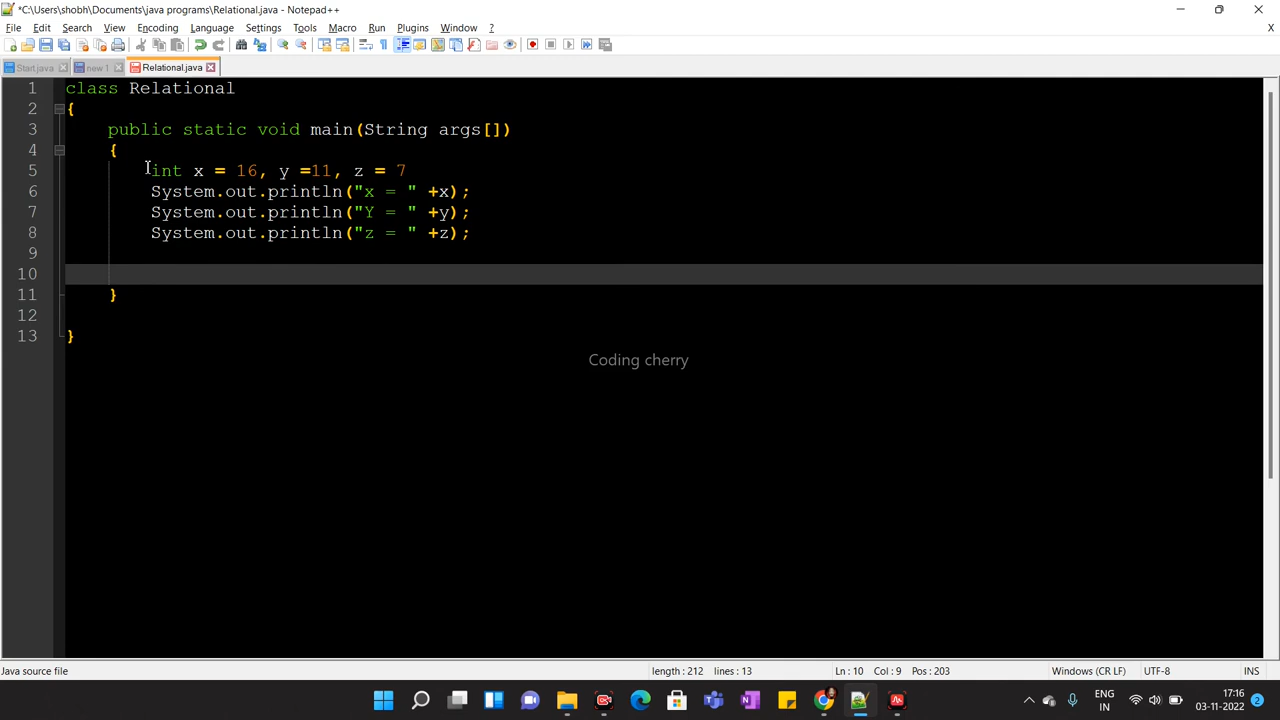 *C:\Users\shobh\Documents\java programs\Relational.java - Notepad++
File Edit Search View Encoding Language Settings Tools Macro Run Plugins Window ? X
Start.java new 1 Relational.java
1 class Relational
2 {
3 public static void main(String args[])
4 {
5 int x = 16, y =11, z = 7
6 System.out.println("x = " +x);
7 System.out.println("Y = " +y);
8 System.out.println("z = " +z);
9
10
11 }
12
13 }
Coding cherry
Java source file length : 212 lines : 13 Ln : 10 Col : 9 Pos : 203 Windows (CR LF) UTF-8 INS
ENG 17:16
IN 03-11-2022 2